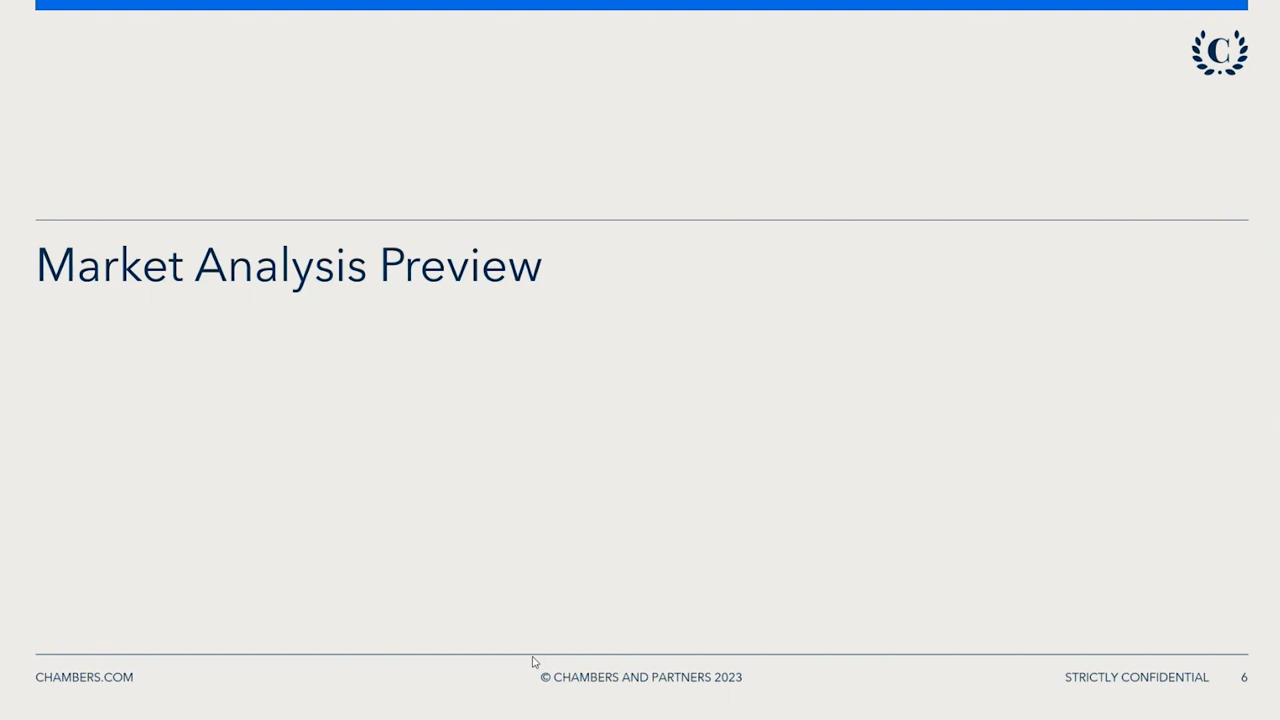 C
Market Analysis Preview
CHAMBERS.COM © CHAMBERS AND PARTNERS 2023 STRICTLY CONFIDENTIAL 6